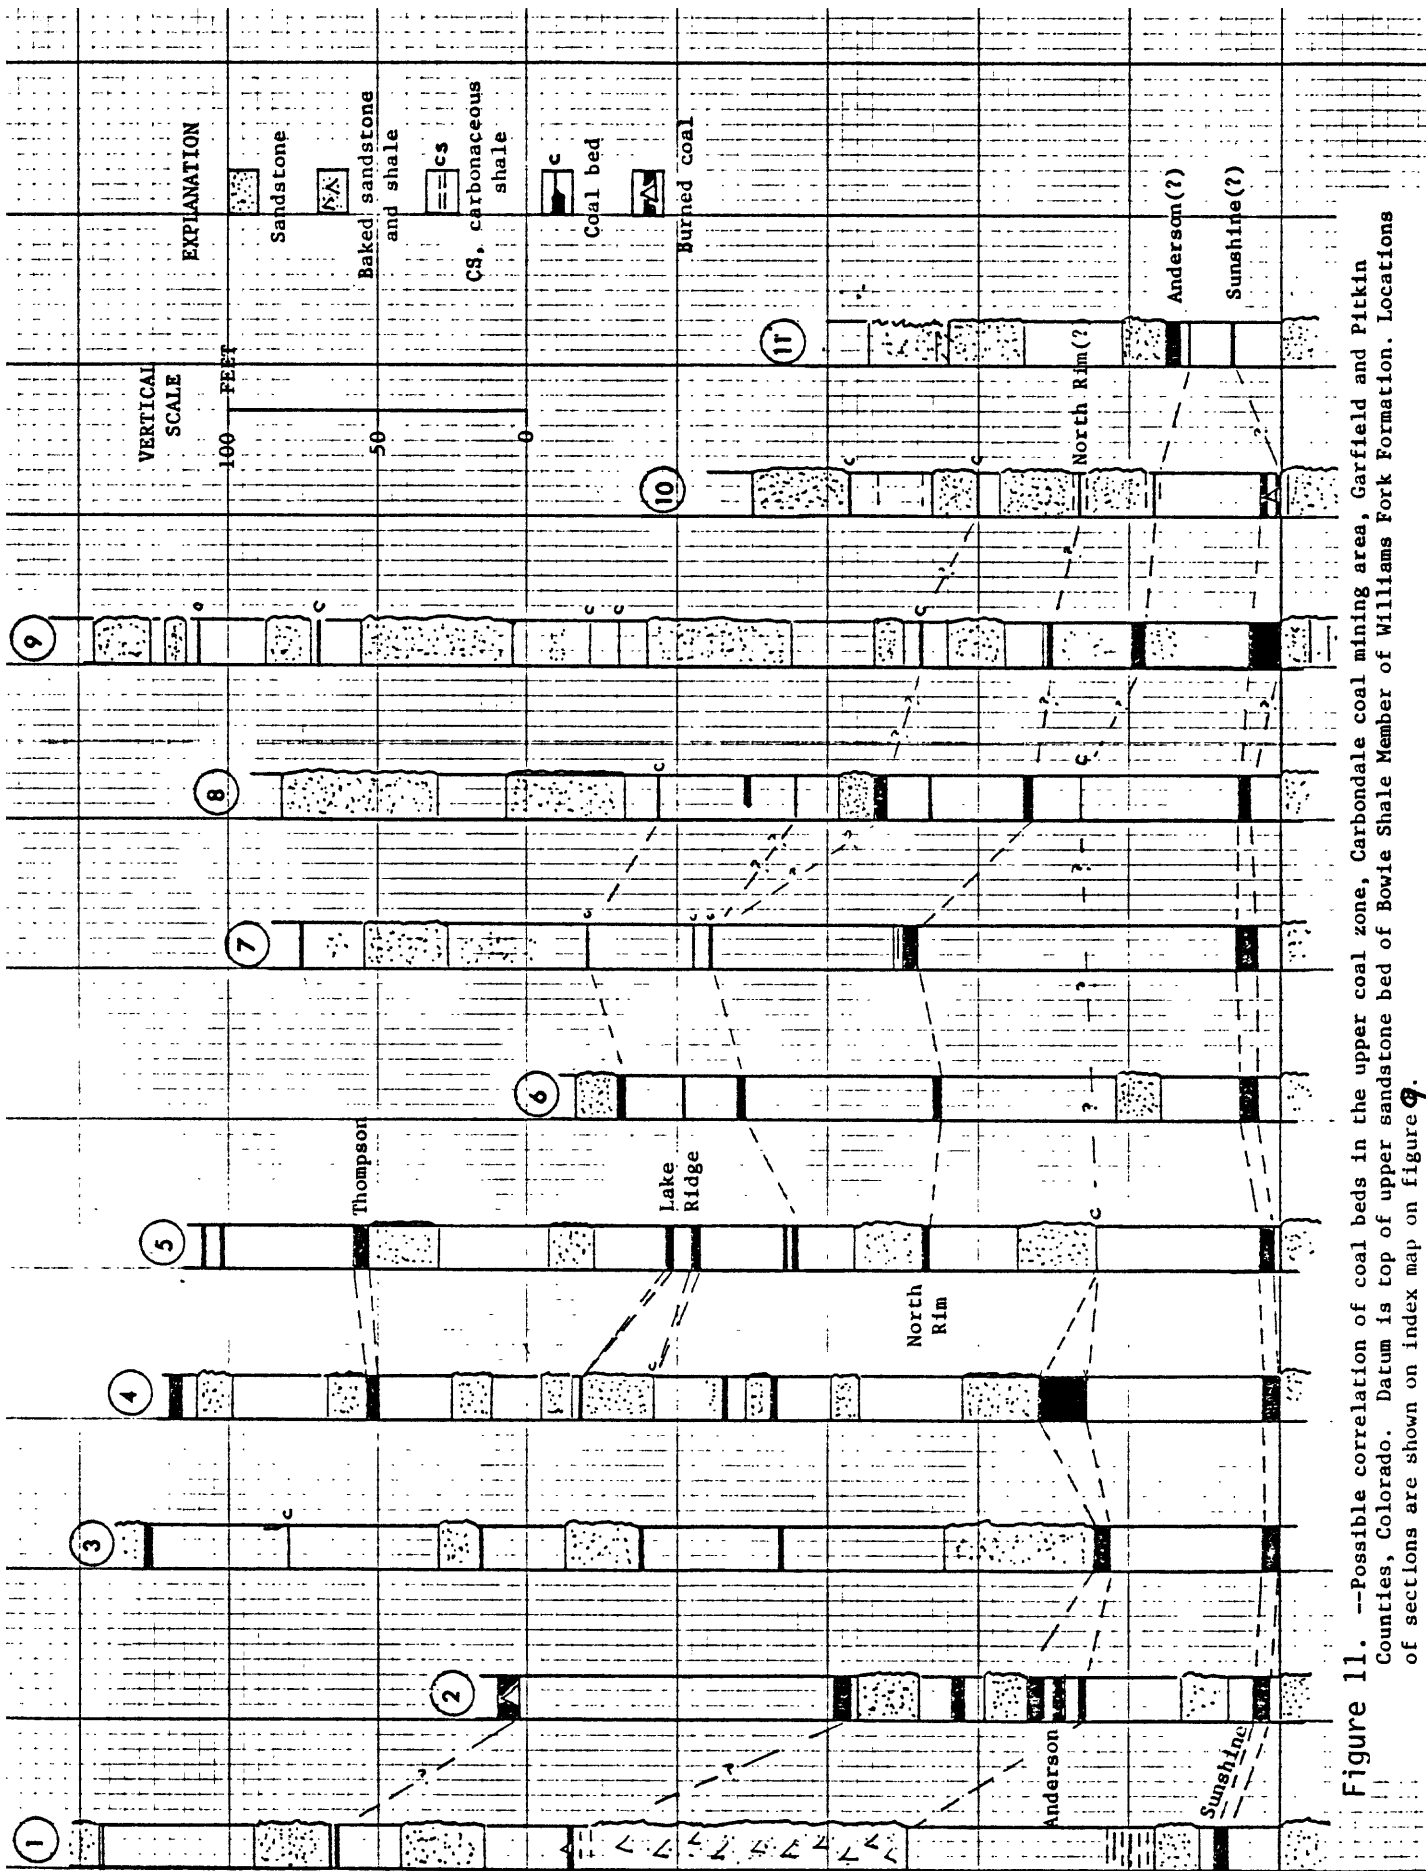 EXPLANATION
Sandstone
Baked sandstone
and shale
cs
CS, carbonaceous
shale
c
Coal bed
Burned coal
VERTICAL
SCALE
FEET
100
50
0
1
2
3
4
5
6
7
8
9
10
11
Thompson
Lake
Ridge
North
Rim
Anderson
Sunshine
North Rim(?)
Anderson(?)
Sunshine(?)
Figure 11. --Possible correlation of coal beds in the upper coal zone, Carbondale coal mining area, Garfield and Pitkin
Counties, Colorado. Datum is top of upper sandstone bed of Bowie Shale Member of Williams Fork Formation. Locations
of sections are shown on index map on figure 9.